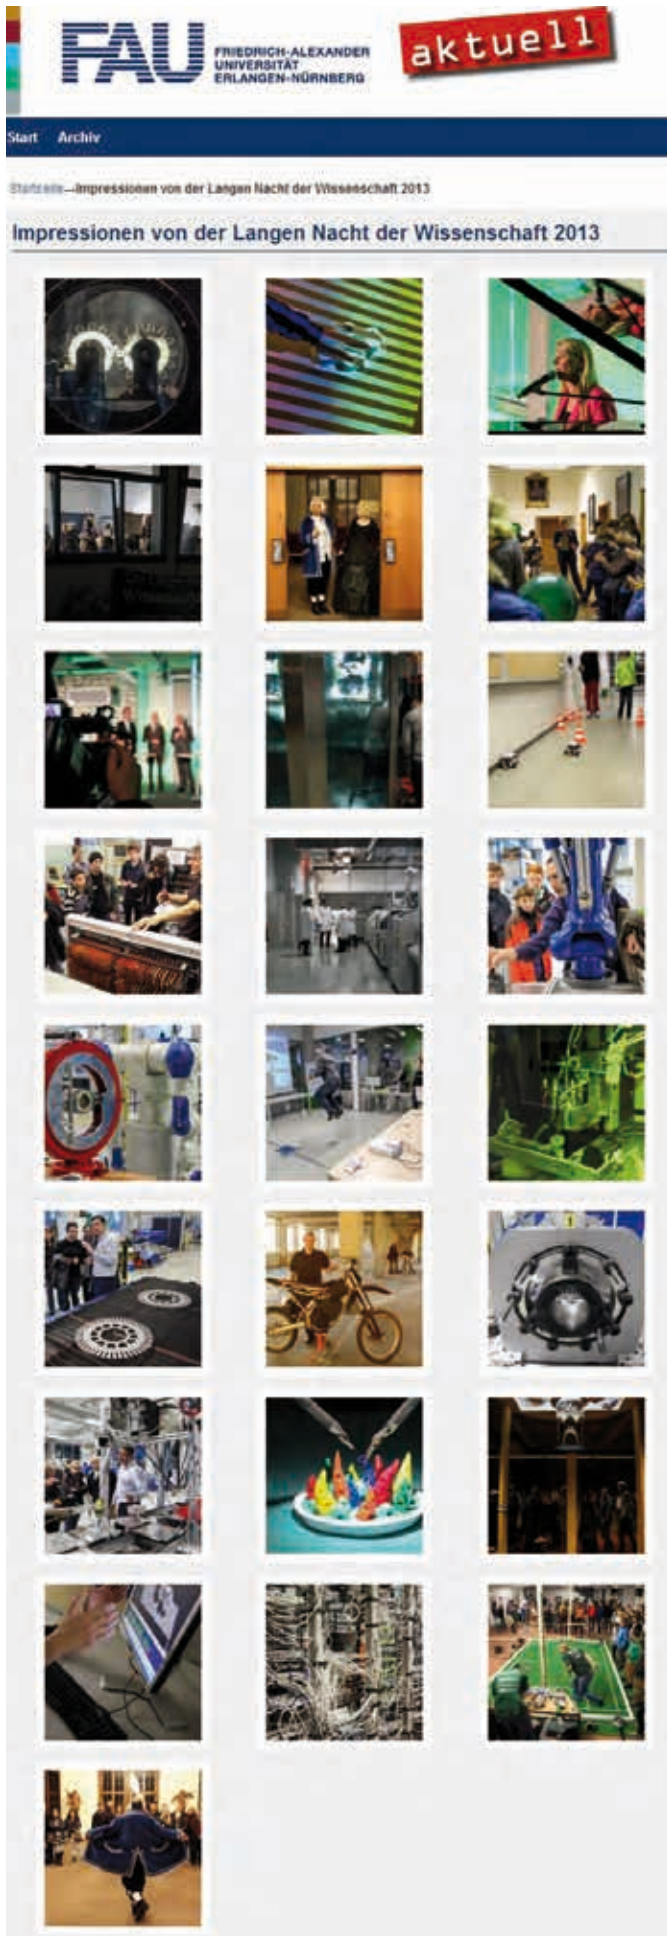 FAU
FRIEDRICH-ALEXANDER
UNIVERSITÄT
ERLANGEN-NÜRNBERG
aktuell
Start Archiv
Startseite—Impressionen von der Langen Nacht der Wissenschaft 2013
Impressionen von der Langen Nacht der Wissenschaft 2013